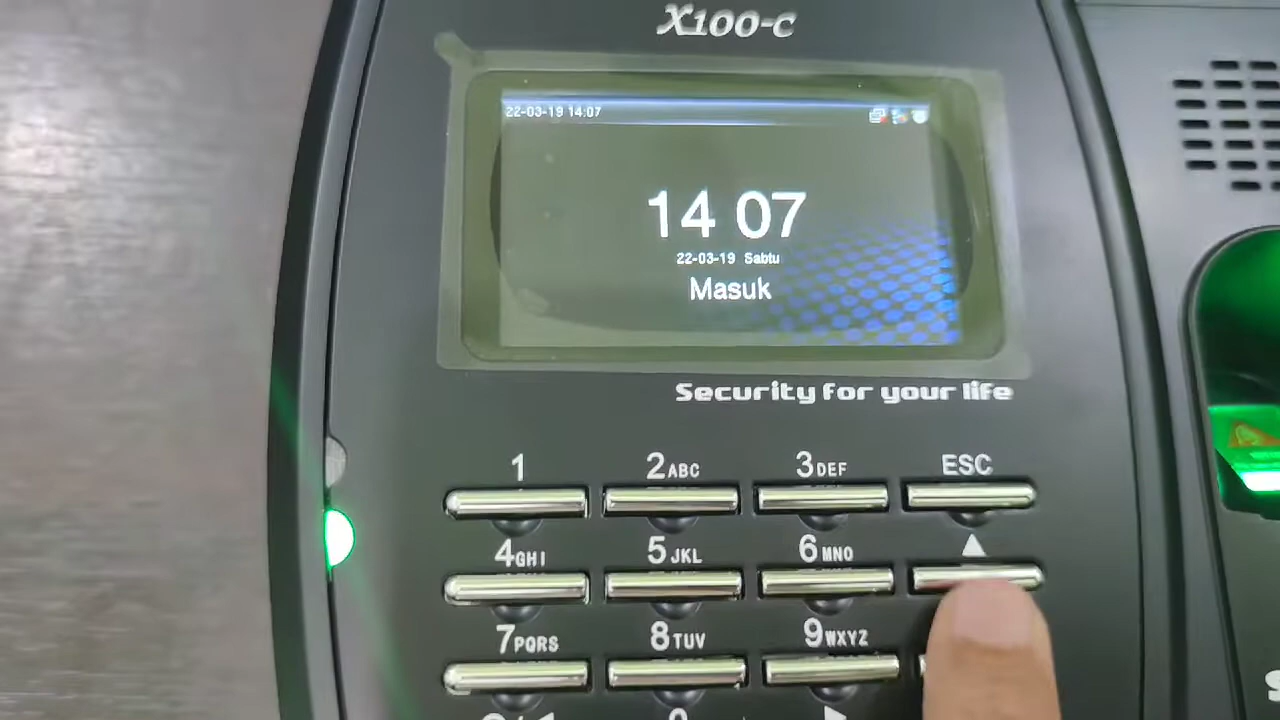 X100-C
22-03-19 14:07
14 07
22-03-19 Sabtu
Masuk
Security for your life
1 2ABC 3DEF ESC
4GHI 5JKL 6MNO ▲
7PQRS 8TUV 9WXYZ